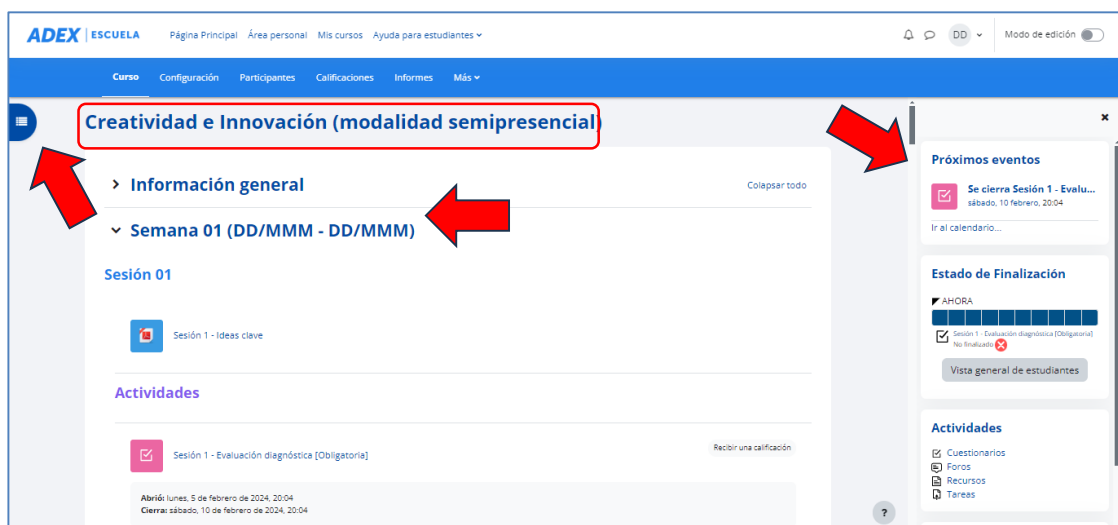 ADEX | ESCUELA Página Principal Área personal Mis cursos Ayuda para estudiantes DD Modo de edición
Curso Configuración Participantes Calificaciones Informes Más
Creatividad e Innovación (modalidad semipresencial)
Información general
Colapsar todo
Semana 01 (DD/MMM - DD/MMM)
Sesión 01
Sesión 1 - Ideas clave
Actividades
Sesión 1 - Evaluación diagnóstica [Obligatoria]
Recibir una calificación
Abrió: lunes, 5 de febrero de 2024, 20:04
Cierra: sábado, 10 de febrero de 2024, 20:04
?
Próximos eventos
Se cierra Sesión 1 - Evalu...
sábado, 10 febrero, 20:04
Ir al calendario...
Estado de Finalización
AHORA
Sesión 1 - Evaluación diagnóstica [Obligatoria]
No finalizado
Vista general de estudiantes
Actividades
Cuestionarios
Foros
Recursos
Tareas